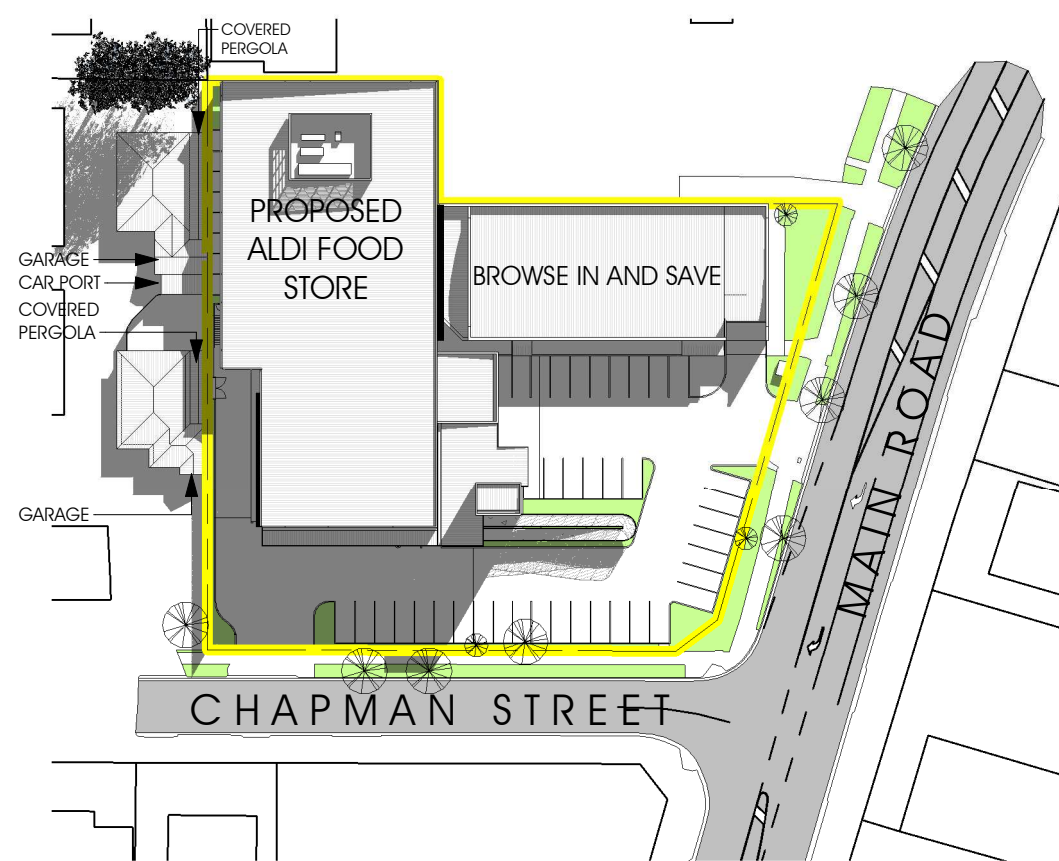 COVERED
PERGOLA
PROPOSED
ALDI FOOD
STORE
BROWSE IN AND SAVE
GARAGE
CAR PORT
COVERED
PERGOLA
GARAGE
MAIN ROAD
CHAPMAN STREET